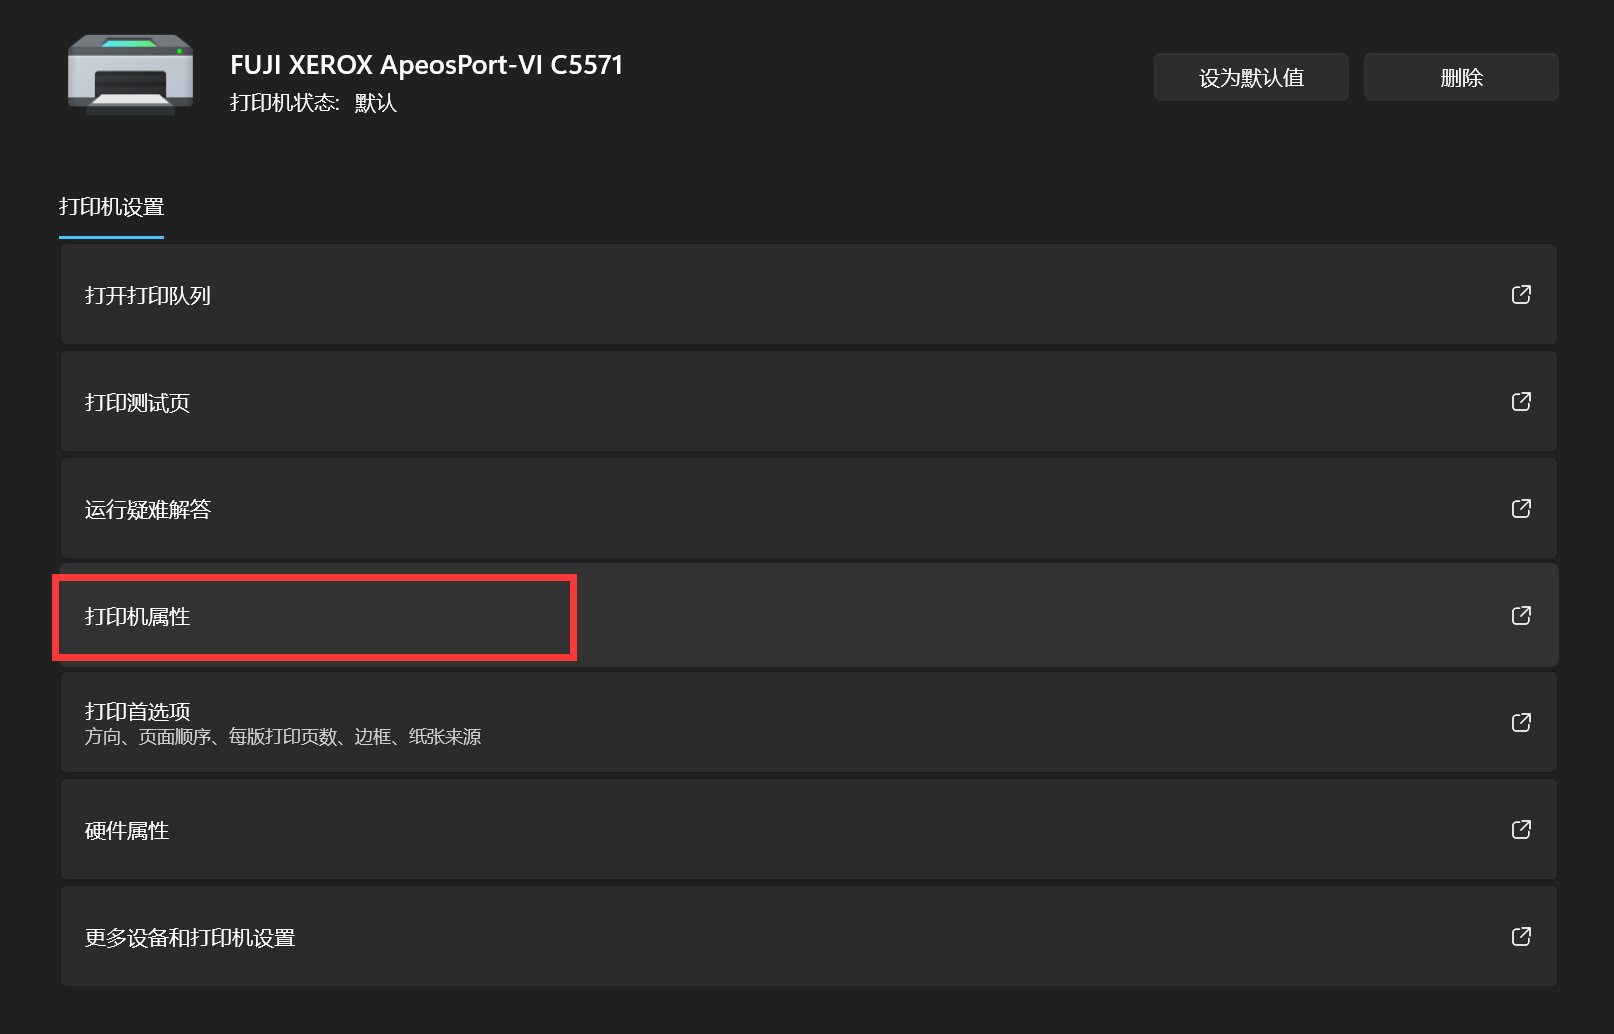 FUJI XEROX ApeosPort-VI C5571
打印机状态: 默认
设为默认值
删除
打印机设置
打开打印队列
打印测试页
运行疑难解答
打印机属性
打印首选项
方向、页面顺序、每版打印页数、边框、纸张来源
硬件属性
更多设备和打印机设置